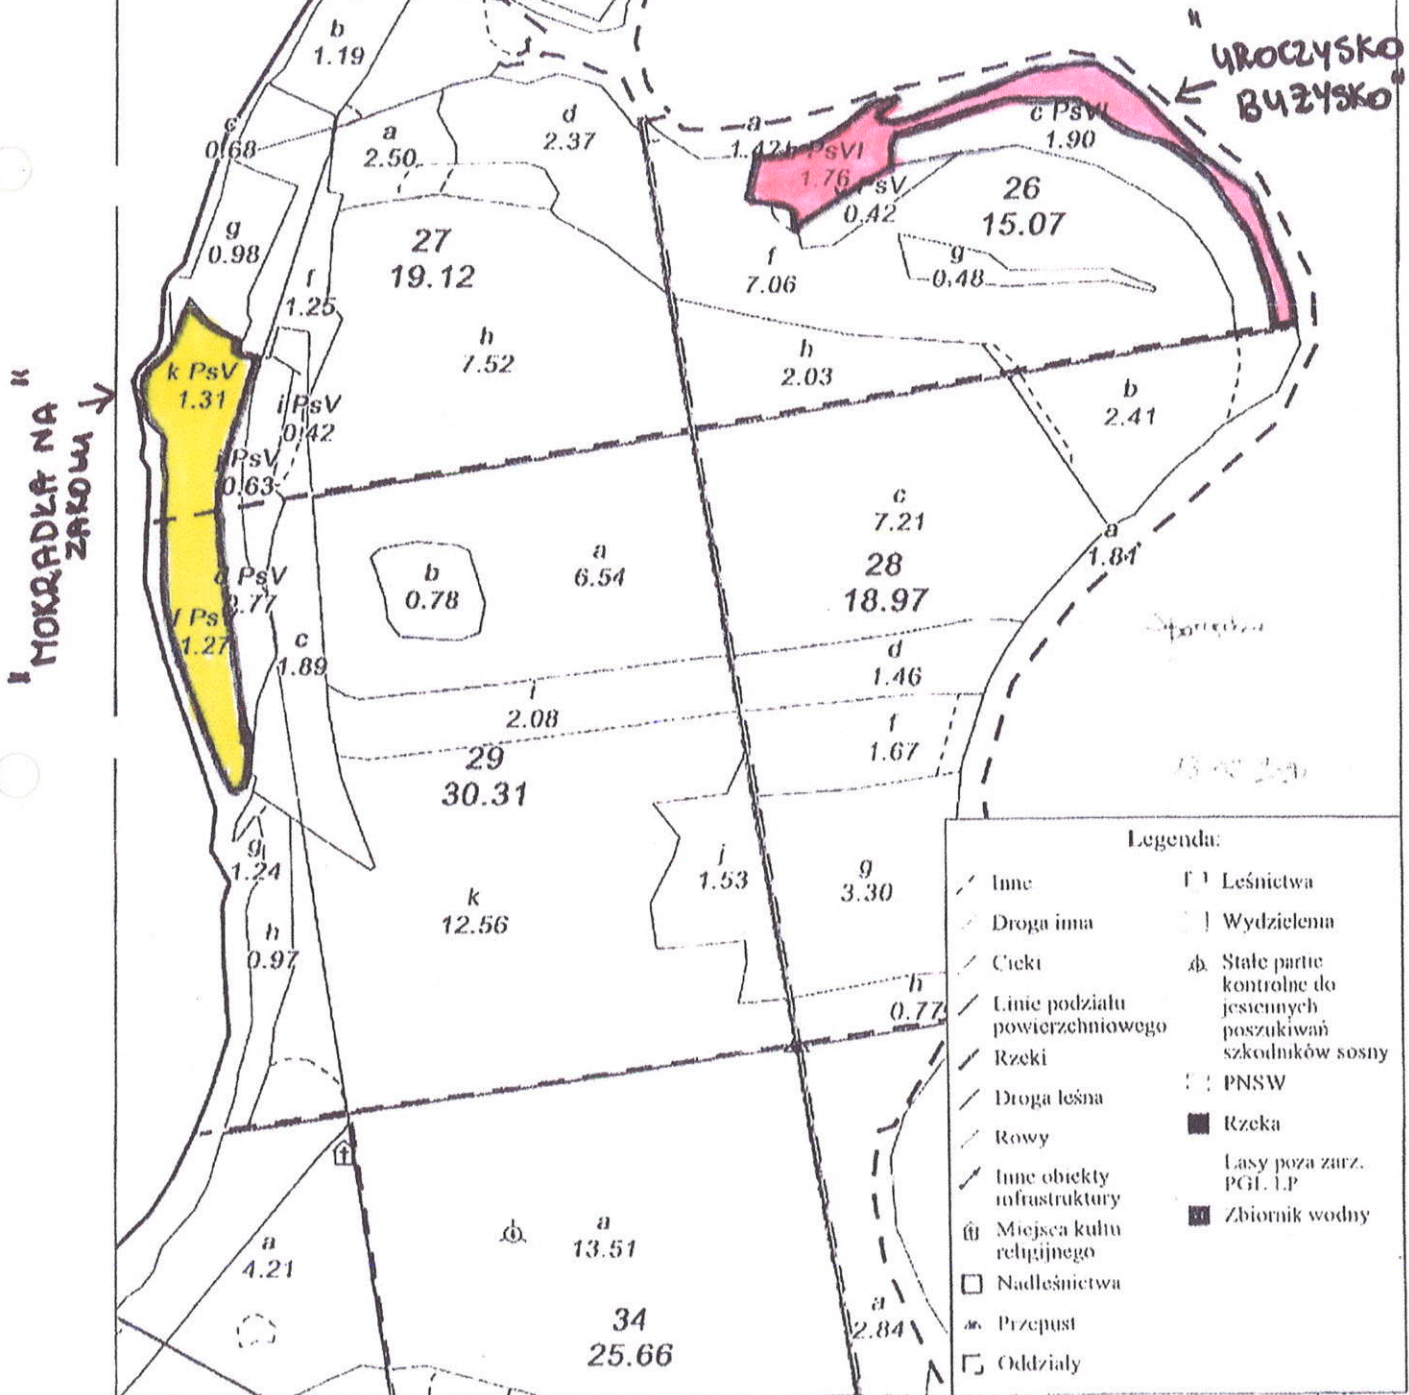 b
1.19
"
UROCZYSKO
BUŻYSKO"
c
0.68
a
2.50
d
2.37
a
1.42
PsVI
1.76
c PsVI
1.90
PsV
0.42
26
15.07
g
0.98
27
19.12
f
7.06
g
0.48
f
1.25
h
7.52
h
2.03
b
2.41
k PsV
1.31
i PsV
0.42
j PsV
0.63
"MOKRADŁA NA"
ZAKOLU
c
7.21
28
18.97
a
1.81
b
0.78
a
6.54
d PsV
0.77
f PsV
1.27
c
1.89
d
1.46
i
2.08
f
1.67
29
30.31
g
1.24
j
1.53
g
3.30
k
12.56
h
0.97
h
0.77
a
4.21
a
13.51
34
25.66
a
2.84
Legenda:
Inne
Droga inna
Cieki
Linie podziału
powierzchniowego
Rzeki
Droga leśna
Rowy
Inne obiekty
infrastruktury
Miejsca kultu
religijnego
Nadleśnictwa
Przepust
Oddziały
Leśnictwa
Wydzielenia
Stałe partie
kontrolne do
jesiennych
poszukiwań
szkodników sosny
PNSW
Rzeka
Lasy poza zarz.
PGL LP
Zbiornik wodny